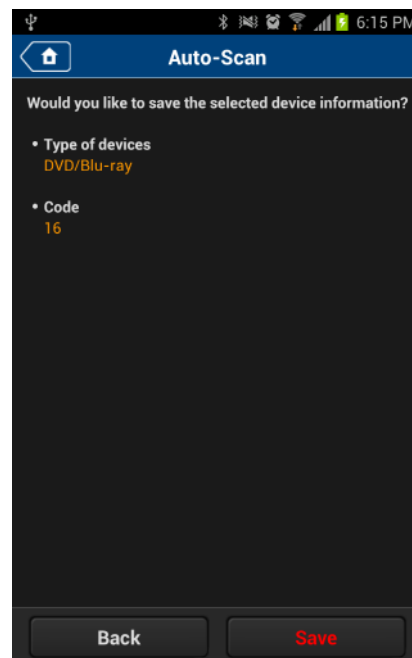 6:15 PM
Auto-Scan
Would you like to save the selected device information?
• Type of devices
DVD/Blu-ray
• Code
16
Back
Save